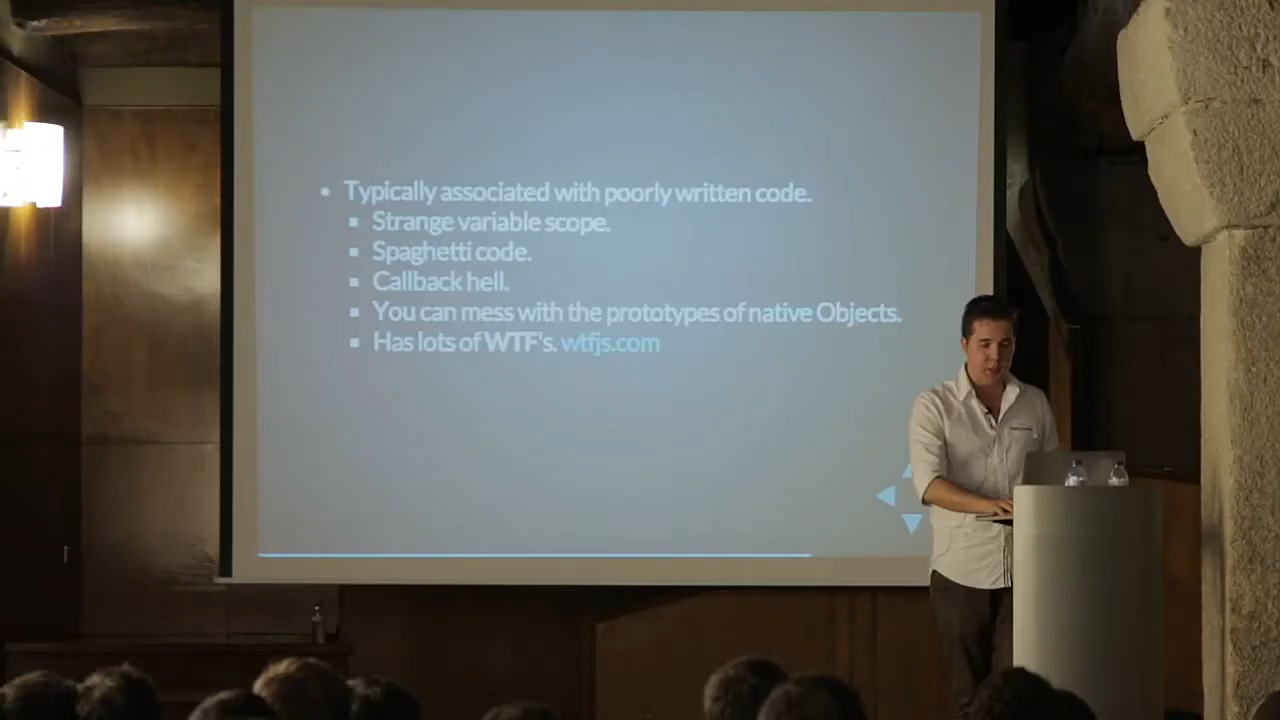 • Typically associated with poorly written code.
▪ Strange variable scope.
▪ Spaghetti code.
▪ Callback hell.
▪ You can mess with the prototypes of native Objects.
▪ Has lots of WTF's. wtfjs.com